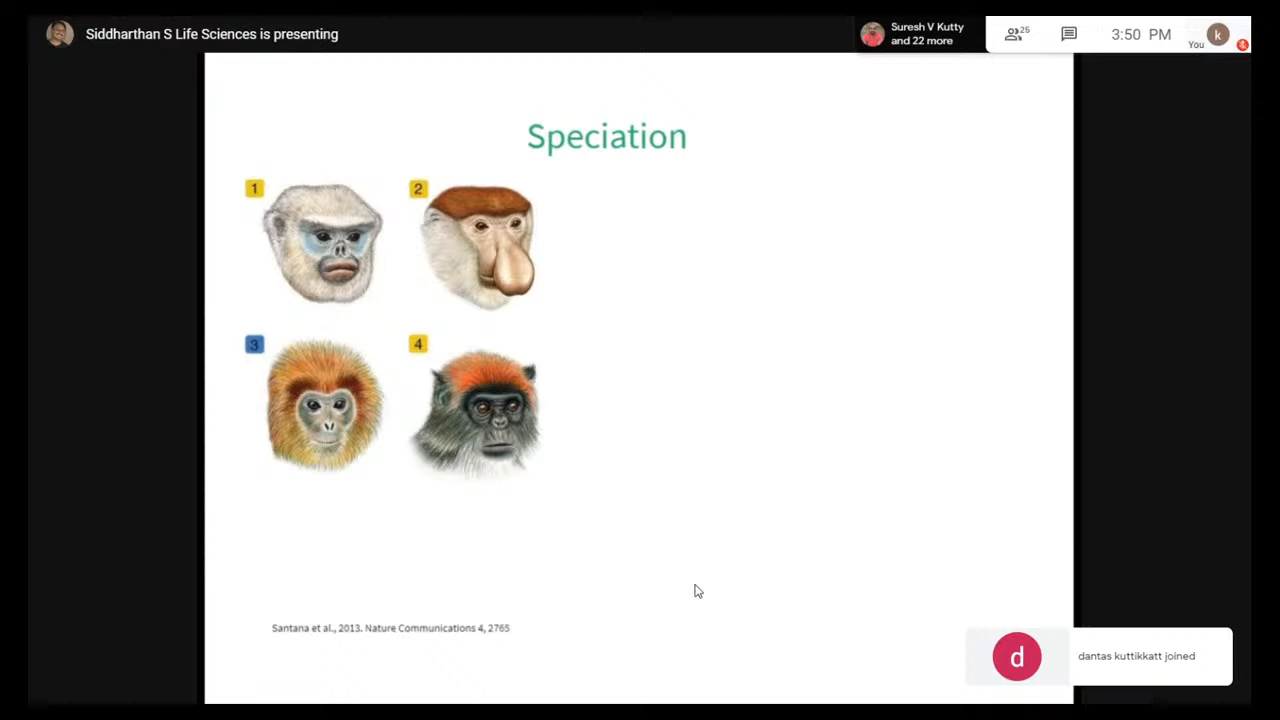 Siddharthan S Life Sciences is presenting
Suresh V Kutty
and 22 more
25
3:50 PM
You
k
Speciation
1
2
3
4
Santana et al., 2013. Nature Communications 4, 2765
d
dantas kuttikkatt joined